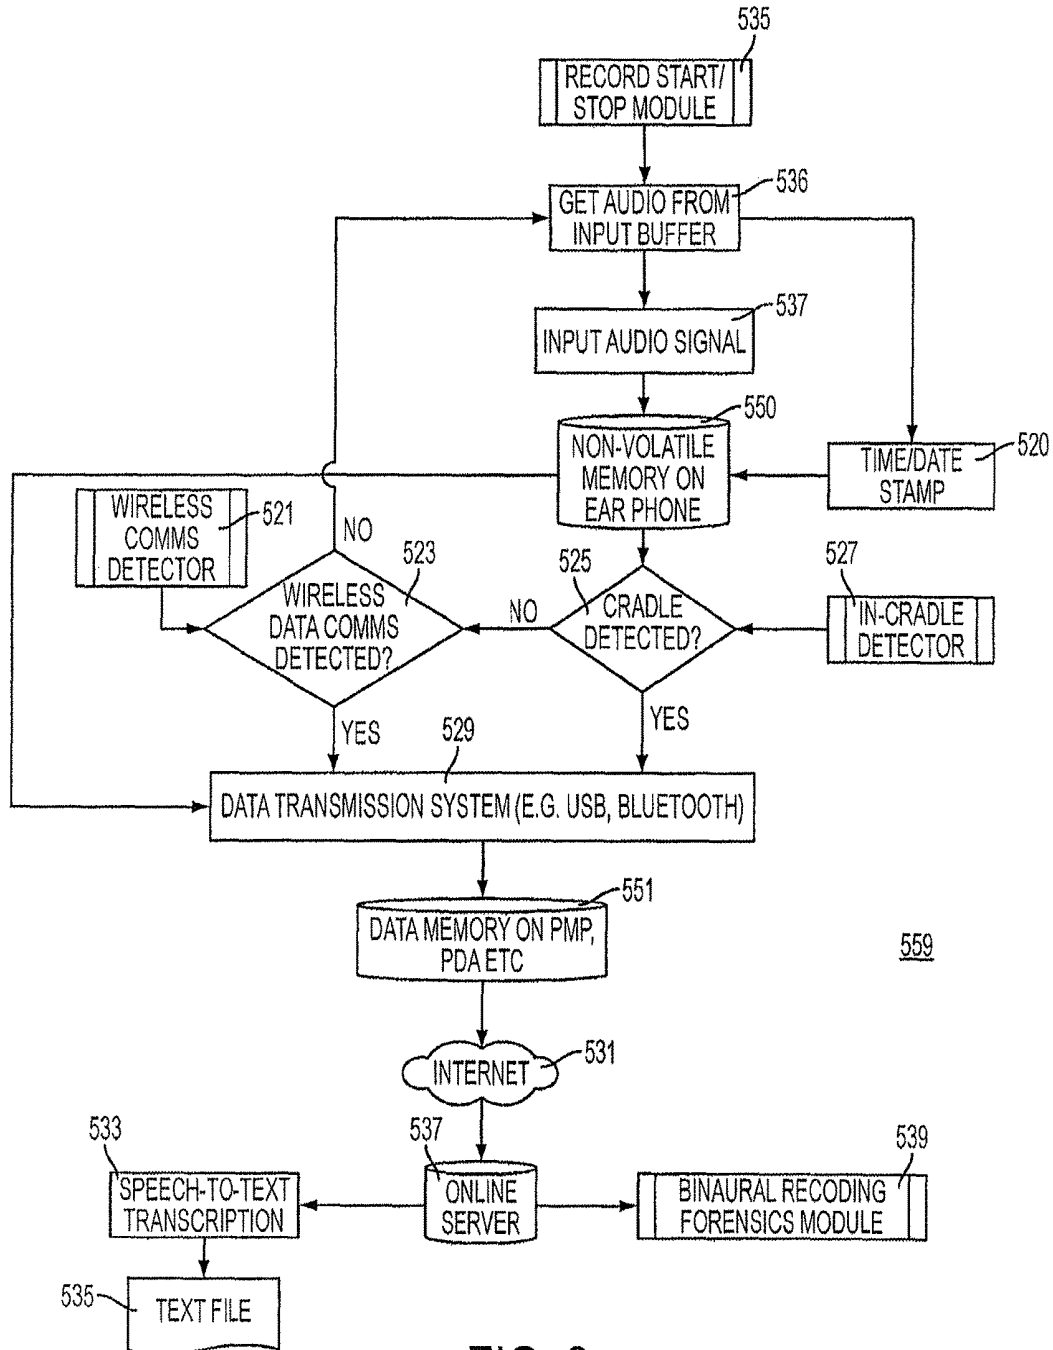 535
RECORD START/
STOP MODULE
536
GET AUDIO FROM
INPUT BUFFER
537
INPUT AUDIO SIGNAL
550
NON-VOLATILE
MEMORY ON
EAR PHONE
520
TIME/DATE
STAMP
WIRELESS
COMMS
DETECTOR
521
NO
523
WIRELESS
DATA COMMS
DETECTED?
NO
525
CRADLE
DETECTED?
527
IN-CRADLE
DETECTOR
YES
YES
529
DATA TRANSMISSION SYSTEM (E.G. USB, BLUETOOTH)
551
DATA MEMORY ON PMP,
PDA ETC
559
INTERNET
531
533
SPEECH-TO-TEXT
TRANSCRIPTION
537
ONLINE
SERVER
539
BINAURAL RECODING
FORENSICS MODULE
535
TEXT FILE